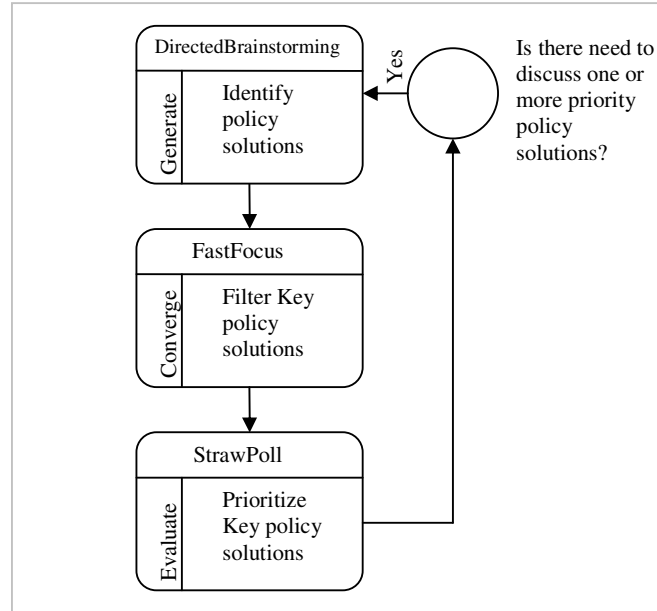 DirectedBrainstorming
Generate
Identify
policy
solutions
Yes
Is there need to
discuss one or
more priority
policy
solutions?
FastFocus
Converge
Filter Key
policy
solutions
StrawPoll
Evaluate
Prioritize
Key policy
solutions